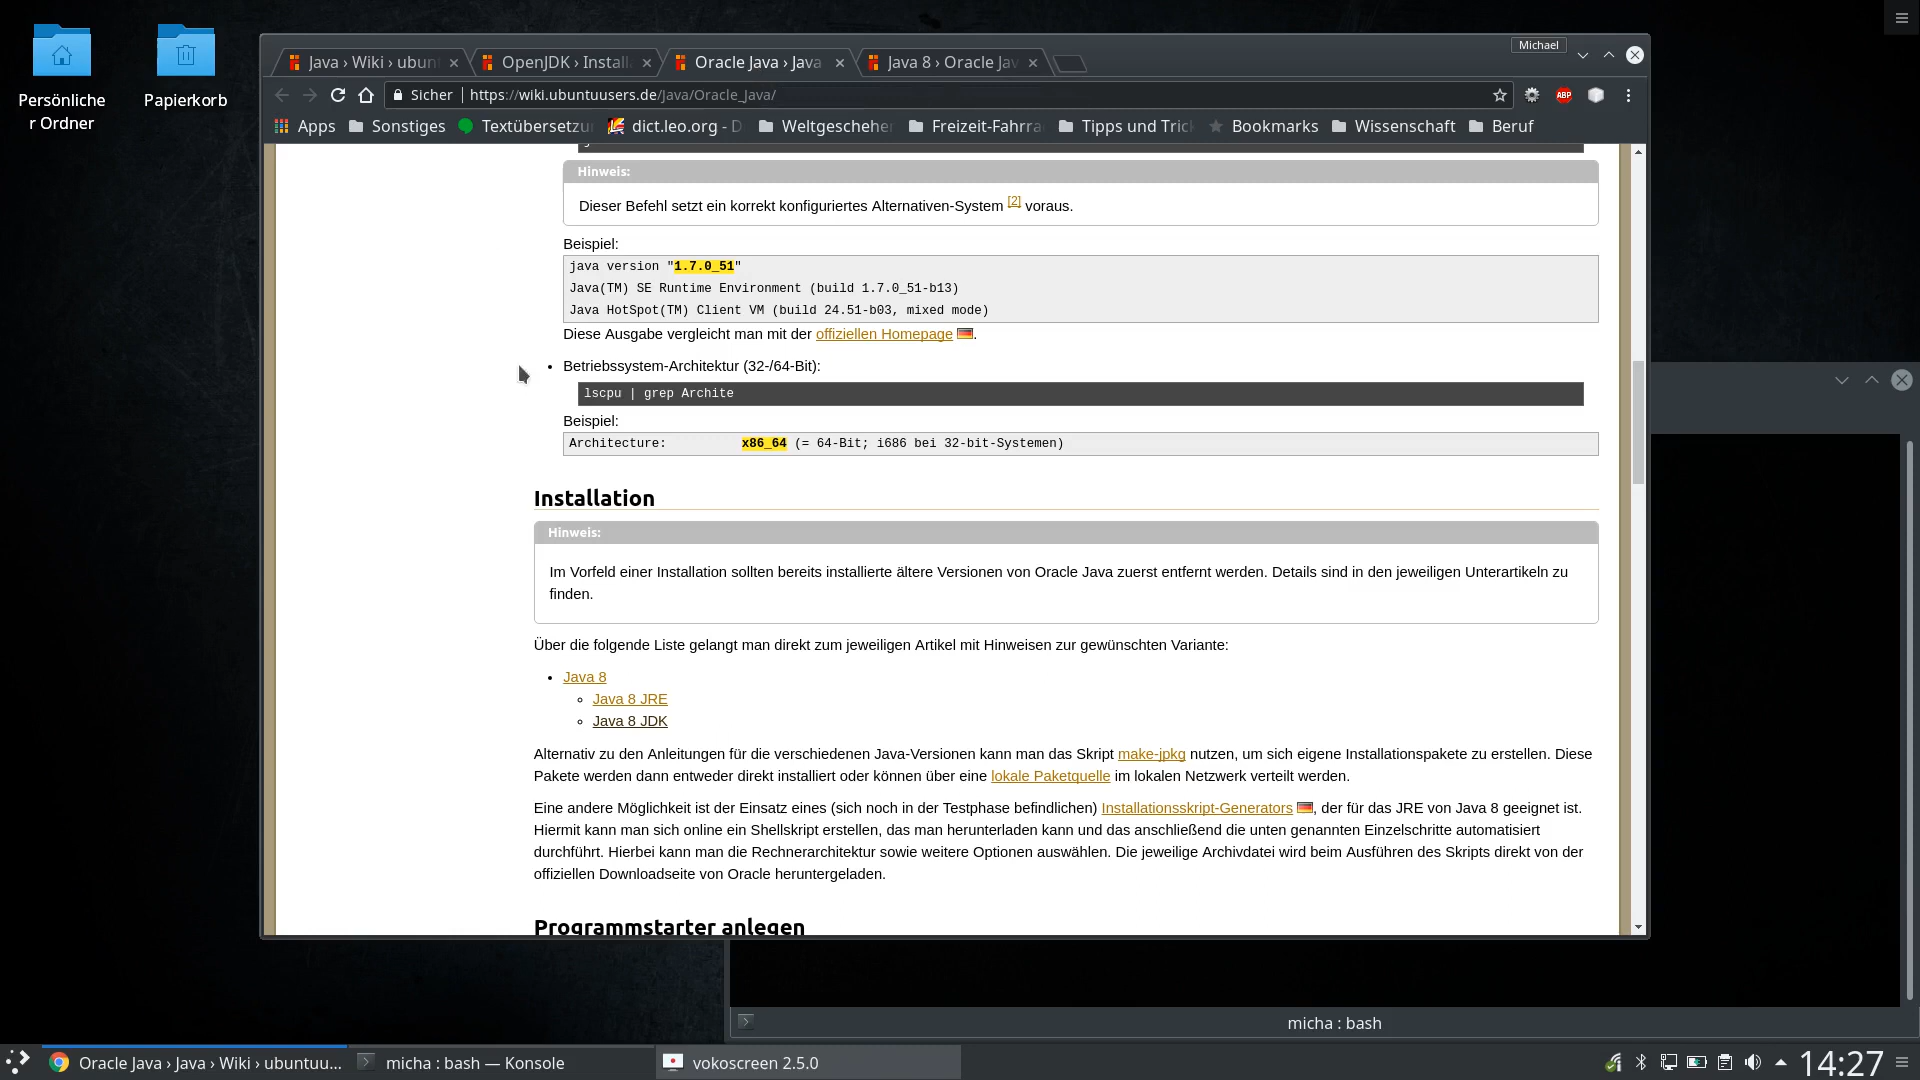 Persönliche
r Ordner
Papierkorb
Michael
Java › Wiki › ubun
OpenJDK › Install
Oracle Java › Java
Java 8 › Oracle Jav
Sicher
https://wiki.ubuntuusers.de/Java/Oracle_Java/
ABP
Apps
Sonstiges
Textübersetzu
dict.leo.org - D
Weltgeschehe
Freizeit-Fahrra
Tipps und Trick
Bookmarks
Wissenschaft
Beruf
Hinweis:
Dieser Befehl setzt ein korrekt konfiguriertes Alternativen-System [2] voraus.
Beispiel:
java version "1.7.0_51"
Java(TM) SE Runtime Environment (build 1.7.0_51-b13)
Java HotSpot(TM) Client VM (build 24.51-b03, mixed mode)
Diese Ausgabe vergleicht man mit der offiziellen Homepage .
Betriebssystem-Architektur (32-/64-Bit):
lscpu | grep Archite
Beispiel:
Architecture: x86_64 (= 64-Bit; i686 bei 32-bit-Systemen)
Installation
Hinweis:
Im Vorfeld einer Installation sollten bereits installierte ältere Versionen von Oracle Java zuerst entfernt werden. Details sind in den jeweiligen Unterartikeln zu
finden.
Über die folgende Liste gelangt man direkt zum jeweiligen Artikel mit Hinweisen zur gewünschten Variante:
Java 8
Java 8 JRE
Java 8 JDK
Alternativ zu den Anleitungen für die verschiedenen Java-Versionen kann man das Skript make-jpkg nutzen, um sich eigene Installationspakete zu erstellen. Diese
Pakete werden dann entweder direkt installiert oder können über eine lokale Paketquelle im lokalen Netzwerk verteilt werden.
Eine andere Möglichkeit ist der Einsatz eines (sich noch in der Testphase befindlichen) Installationsskript-Generators , der für das JRE von Java 8 geeignet ist.
Hiermit kann man sich online ein Shellskript erstellen, das man herunterladen kann und das anschließend die unten genannten Einzelschritte automatisiert
durchführt. Hierbei kann man die Rechnerarchitektur sowie weitere Optionen auswählen. Die jeweilige Archivdatei wird beim Ausführen des Skripts direkt von der
offiziellen Downloadseite von Oracle heruntergeladen.
Programmstarter anlegen
micha : bash
Oracle Java › Java › Wiki › ubuntuu...
micha : bash — Konsole
vokoscreen 2.5.0
14:27